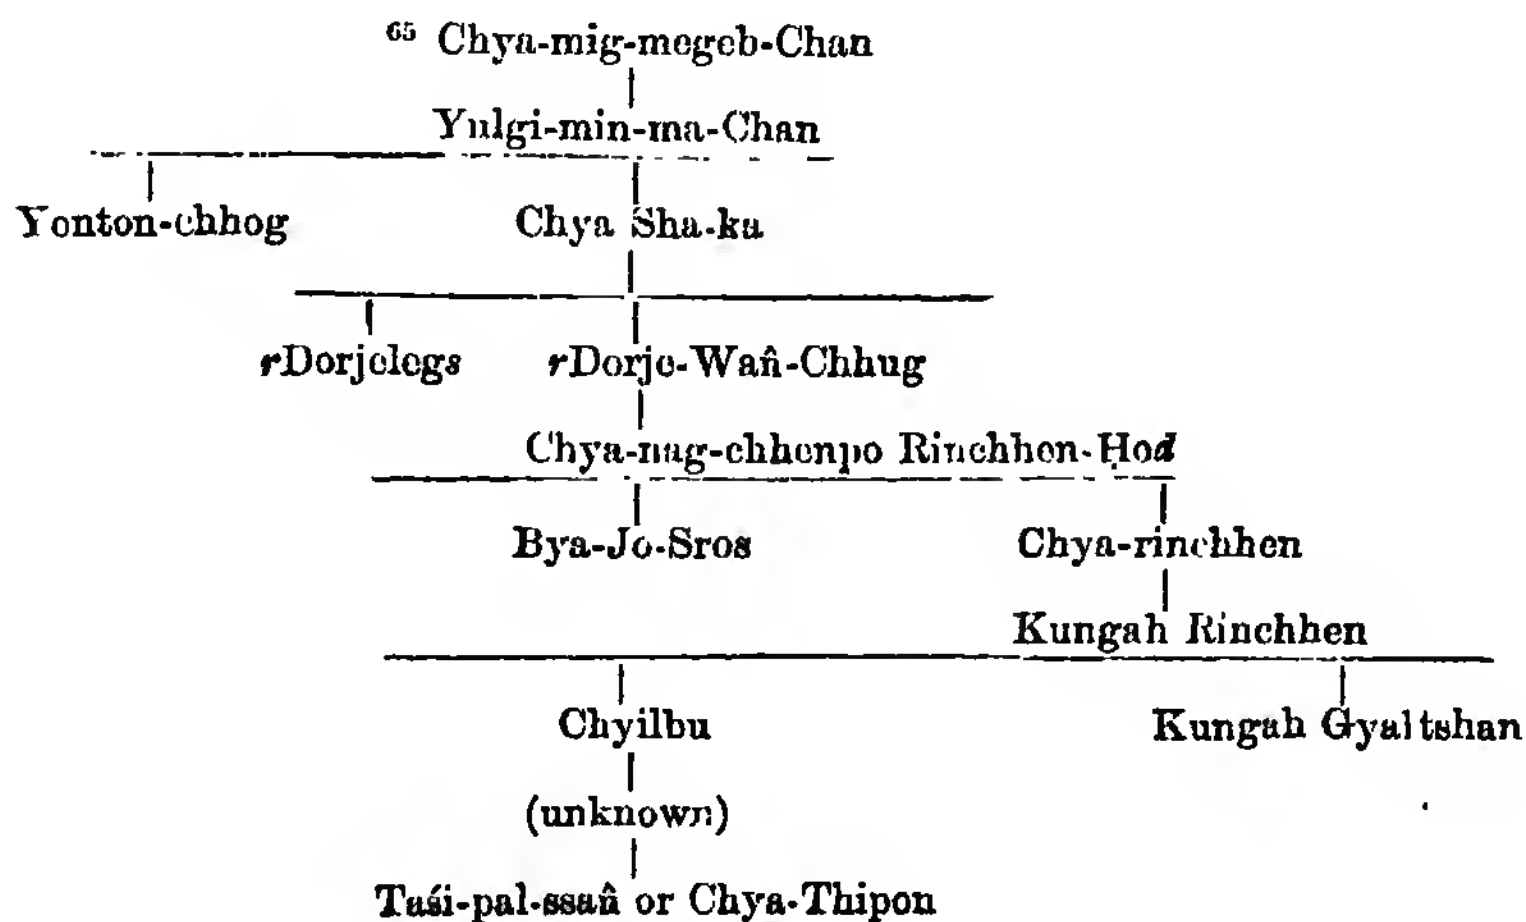 65 Chya-mig-megeb-Chan
Yulgi-min-ma-Chan
Yonton-chhog Chya Sha-ka
rDorjelegs rDorje-Wañ-Chhug
Chya-nag-chhenpo Rinchhen-Ḥod
Bya-Jo-Sros Chya-rinchhen
Kungah Rinchhen
Chyilbu Kungah Gyaltshan
(unknown)
Taśi-pal-ssañ or Chya-Thipon